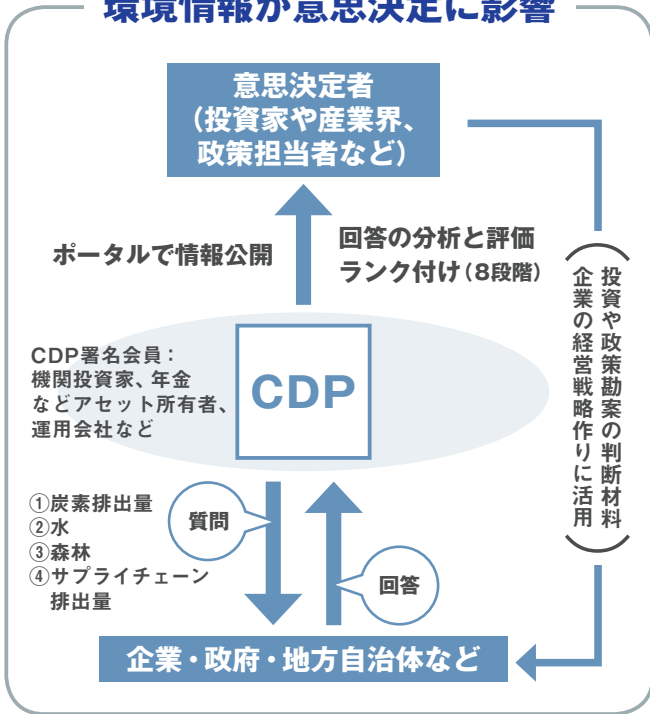 環境情報が意思決定に影響
意思決定者
（投資家や産業界、
政策担当者など）
ポータルで情報公開
回答の分析と評価
ランク付け（8段階）
CDP署名会員：
機関投資家、年金
などアセット所有者、
運用会社など
CDP
（投資や政策勘案の判断材料
企業の経営戦略作りに活用）
①炭素排出量
②水
③森林
④サプライチェーン
排出量
質問
回答
企業・政府・地方自治体など